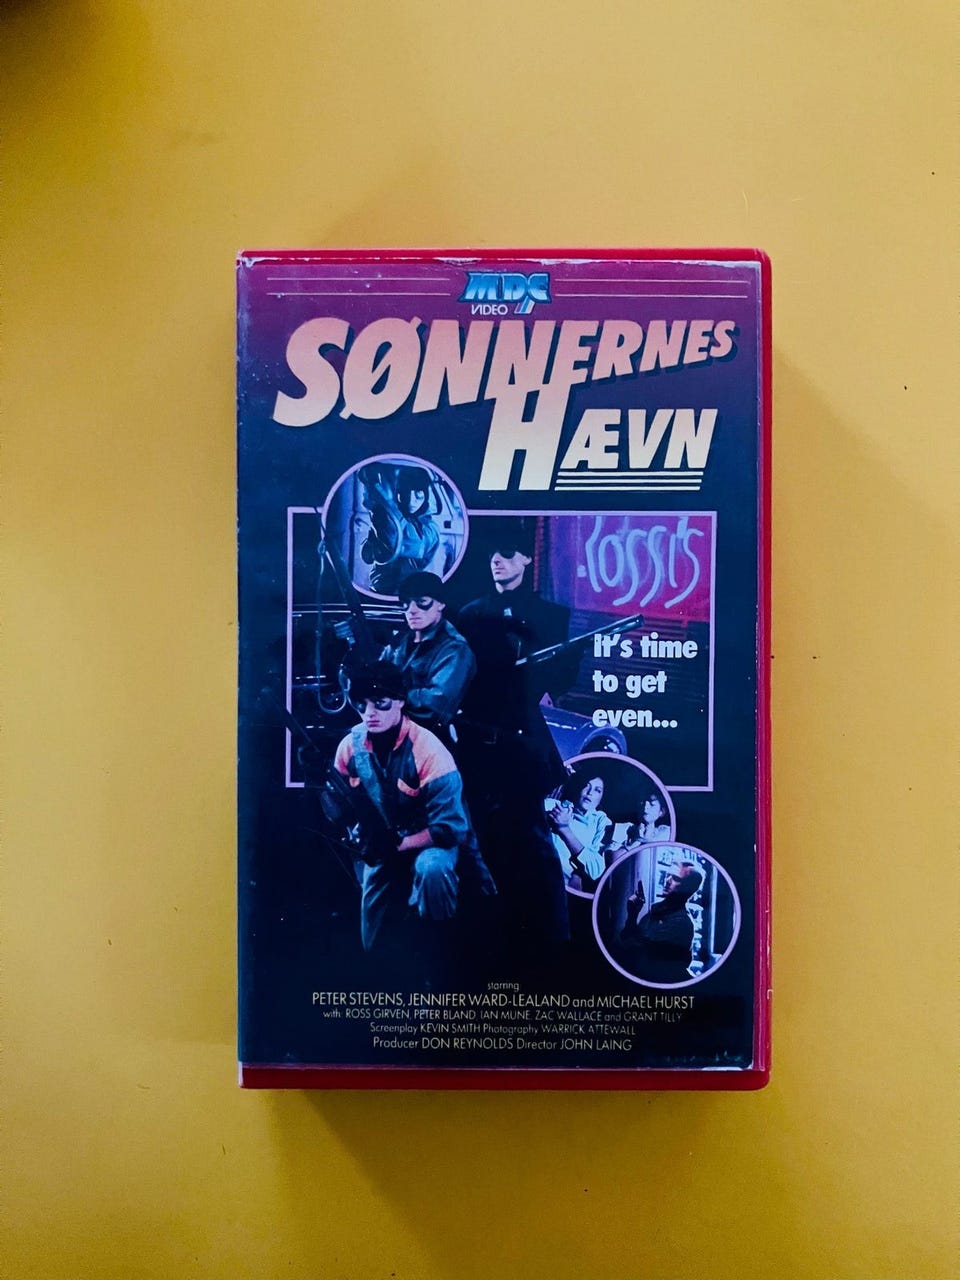 MDC
VIDEO
SØNNERNES
HÆVN
It's time
to get
even...
starring
PETER STEVENS, JENNIFER WARD-LEALAND and MICHAEL HURST
with: ROSS GIRVEN, PETER BLAND, IAN MUNE, ZAC WALLACE and GRANT TILLY
Screenplay KEVIN SMITH Photography WARRICK ATTEWALL
Producer DON REYNOLDS Director JOHN LAING